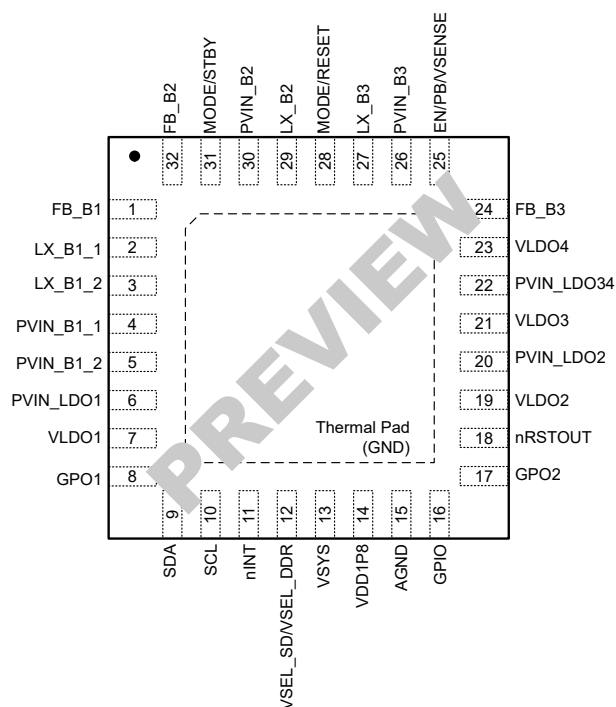 FB_B2
MODE/STBY
PVIN_B2
LX_B2
MODE/RESET
LX_B3
PVIN_B3
EN/PB/VSENSE
32
31
30
29
28
27
26
25
FB_B1 1
LX_B1_1 2
LX_B1_2 3
PVIN_B1_1 4
PVIN_B1_2 5
PVIN_LDO1 6
VLDO1 7
GPO1 8
24 FB_B3
23 VLDO4
22 PVIN_LDO34
21 VLDO3
20 PVIN_LDO2
19 VLDO2
18 nRSTOUT
17 GPO2
PREVIEW
Thermal Pad
(GND)
9
10
11
12
13
14
15
16
SDA
SCL
nINT
VSEL_SD/VSEL_DDR
VSYS
VDD1P8
AGND
GPIO